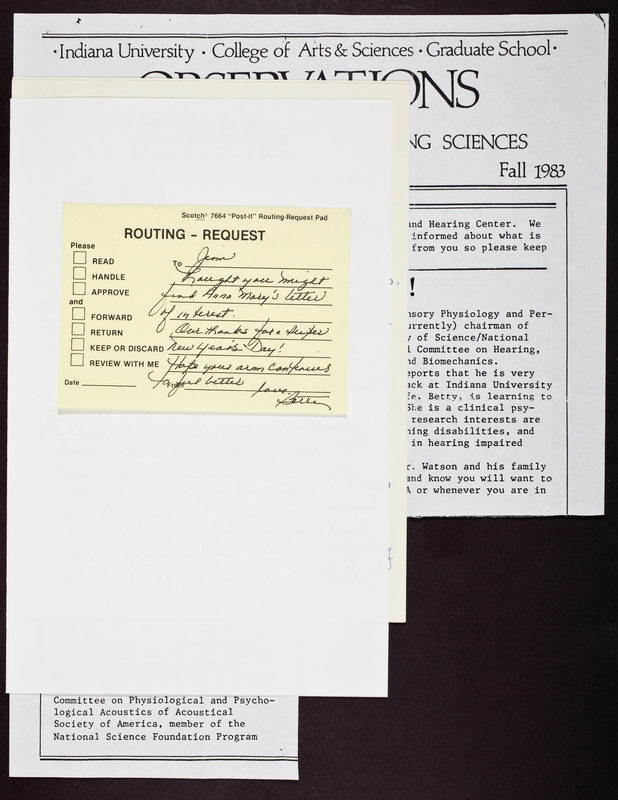 ·Indiana University · College of Arts & Sciences · Graduate School·
OBSERVATIONS
NG SCIENCES
Fall 1983
and Hearing Center. We
informed about what is
from you so please keep
!
nsory Physiology and Per-
urrently) chairman of
y of Science/National
l Committee on Hearing,
nd Biomechanics.
eports that he is very
ack at Indiana University
fe, Betty, is learning to
She is a clinical psy-
research interests are
ning disabilities, and
in hearing impaired
r. Watson and his family
and know you will want to
A or whenever you are in
Scotch® 7664 "Post-it" Routing-Request Pad
ROUTING - REQUEST
Please
READ
HANDLE
APPROVE
and
FORWARD
RETURN
KEEP OR DISCARD
REVIEW WITH ME
Date
To Jim
Thought you might
find Anna Mary's letter
of interest.
Our thanks for a super
New Year's Day!
Hope your arm continues
From
to feel better
love,
Committee on Physiological and Psycho-
logical Acoustics of Acoustical
Society of America, member of the
National Science Foundation Program